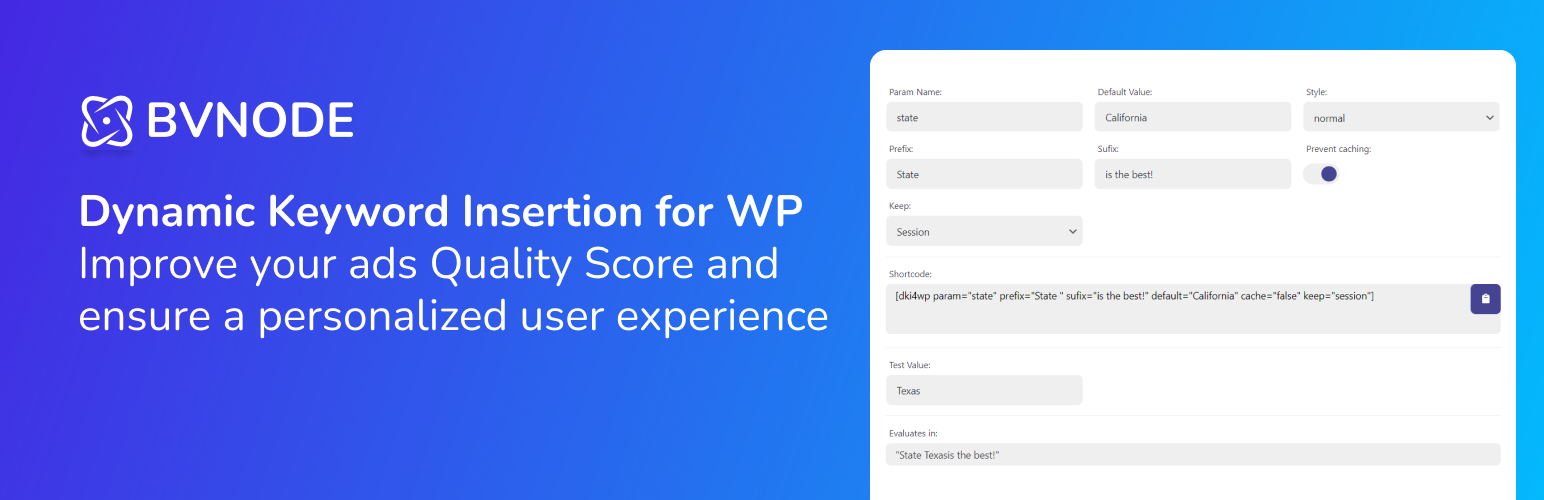 BVNODE
Dynamic Keyword Insertion for WP
Improve your ads Quality Score and
ensure a personalized user experience
Param Name:
Default Value:
Style:
state
California
normal
Prefix:
Sufix:
Prevent caching:
State
is the best!
Keep:
Session
Shortcode:
[dki4wp param="state" prefix="State " sufix="is the best!" default="California" cache="false" keep="session"]
Test Value:
Texas
Evaluates in:
"State Texasis the best!"